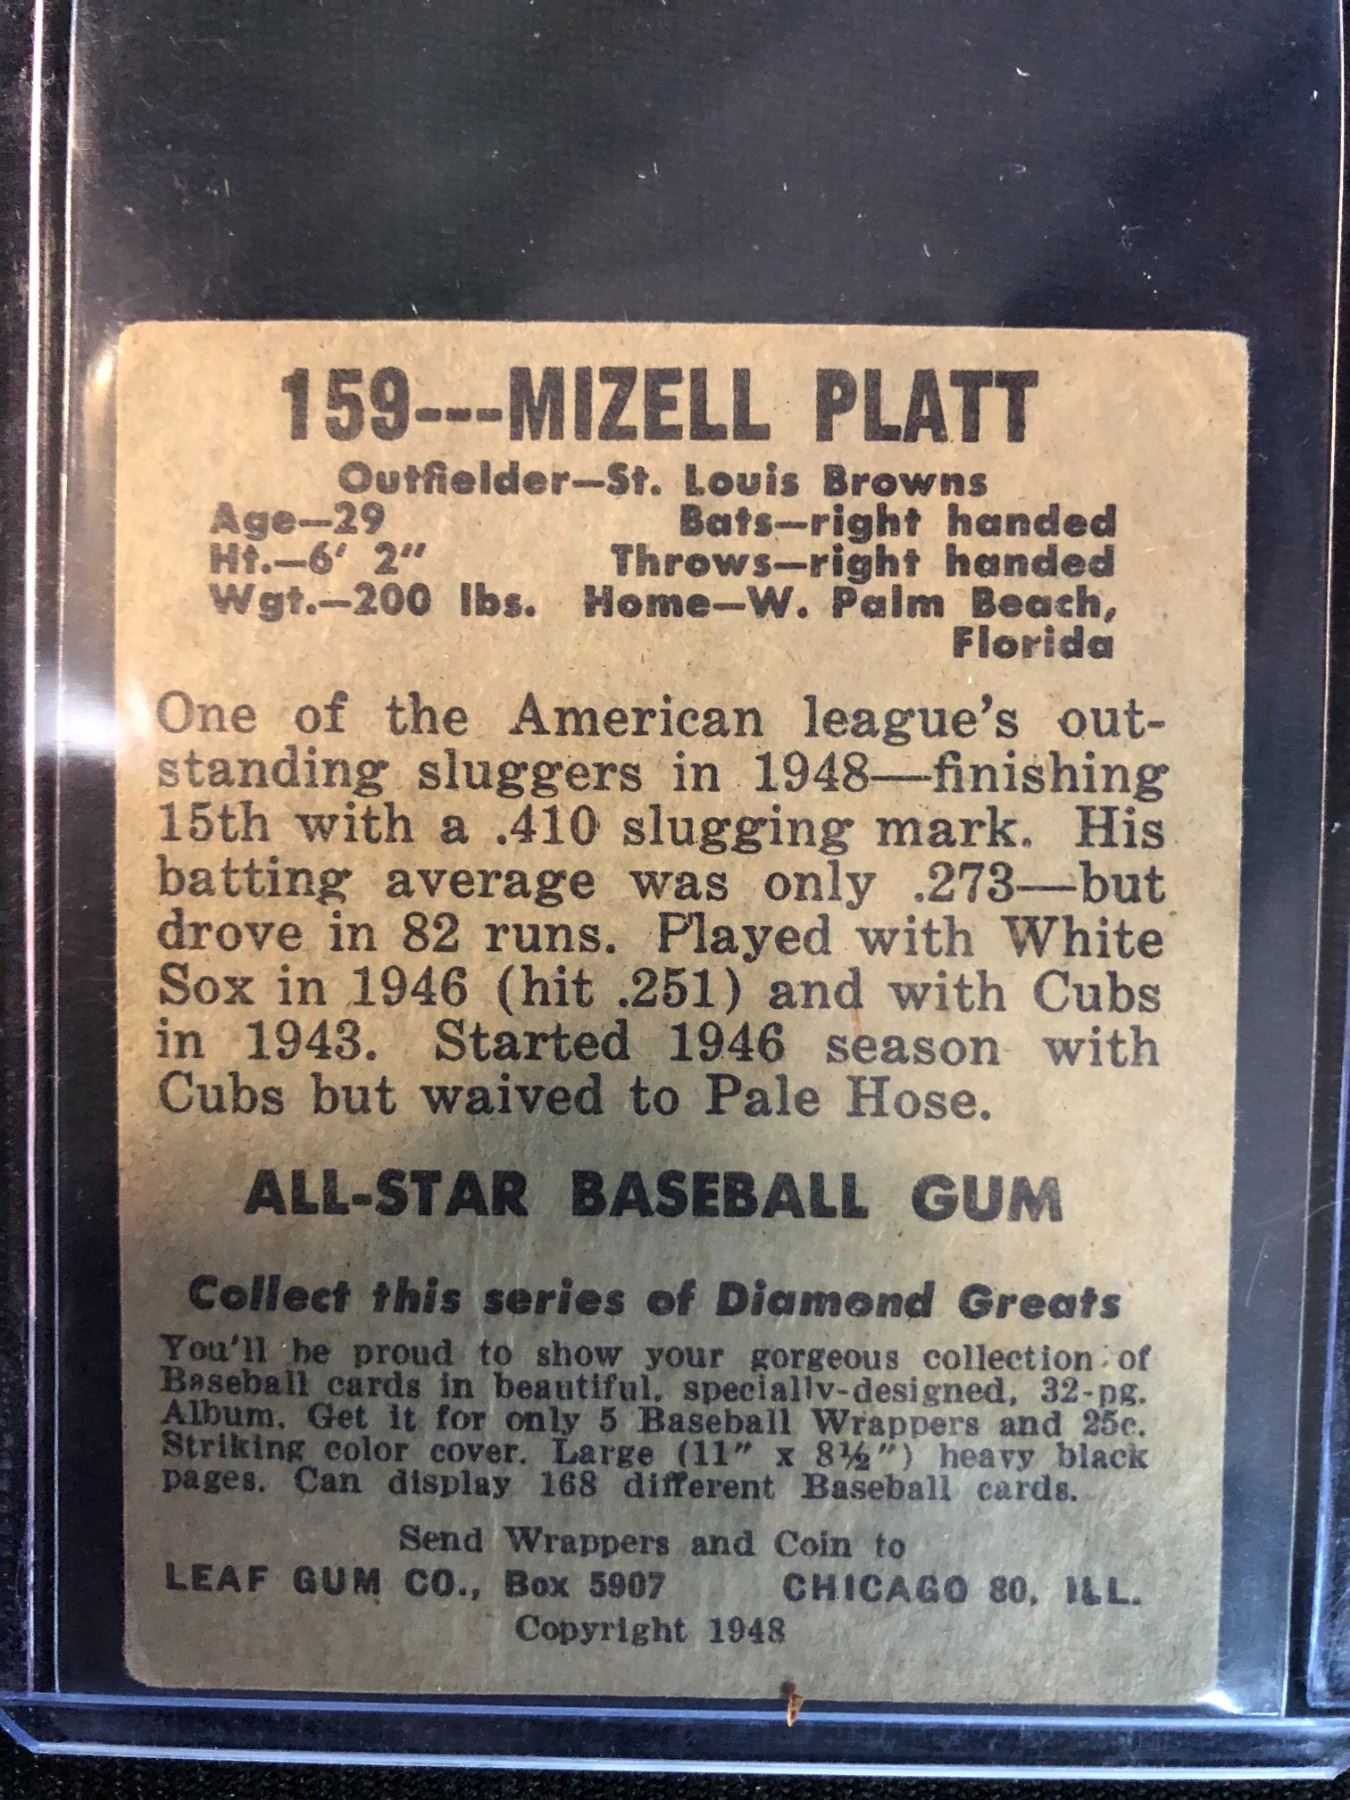 159---MIZELL PLATT
Outfielder—St. Louis Browns
Age—29 Bats—right handed
Ht.—6' 2" Throws—right handed
Wgt.—200 lbs. Home—W. Palm Beach,
Florida
One of the American league's out-
standing sluggers in 1948—finishing
15th with a .410 slugging mark. His
batting average was only .273—but
drove in 82 runs. Played with White
Sox in 1946 (hit .251) and with Cubs
in 1943. Started 1946 season with
Cubs but waived to Pale Hose.
ALL-STAR BASEBALL GUM
Collect this series of Diamond Greats
You'll be proud to show your gorgeous collection of
Baseball cards in beautiful, specially-designed, 32-pg.
Album. Get it for only 5 Baseball Wrappers and 25c.
Striking color cover. Large (11" x 8½") heavy black
pages. Can display 168 different Baseball cards.
Send Wrappers and Coin to
LEAF GUM CO., Box 5907 CHICAGO 80, ILL.
Copyright 1948